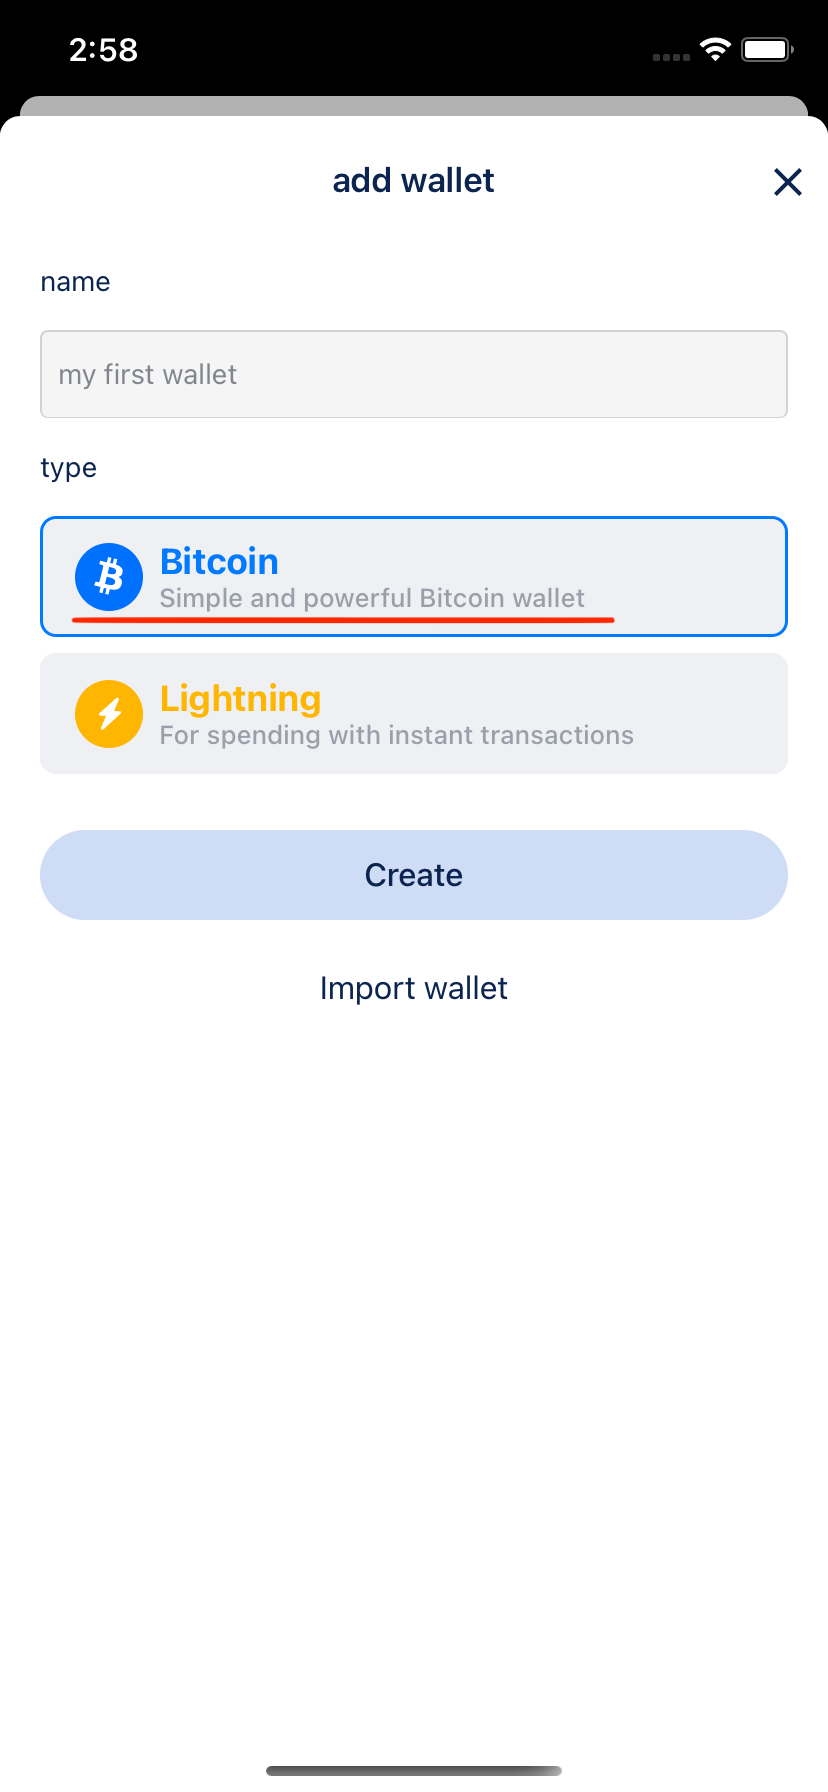 2:58
add wallet
name
my first wallet
type
Bitcoin
Simple and powerful Bitcoin wallet
Lightning
For spending with instant transactions
Create
Import wallet